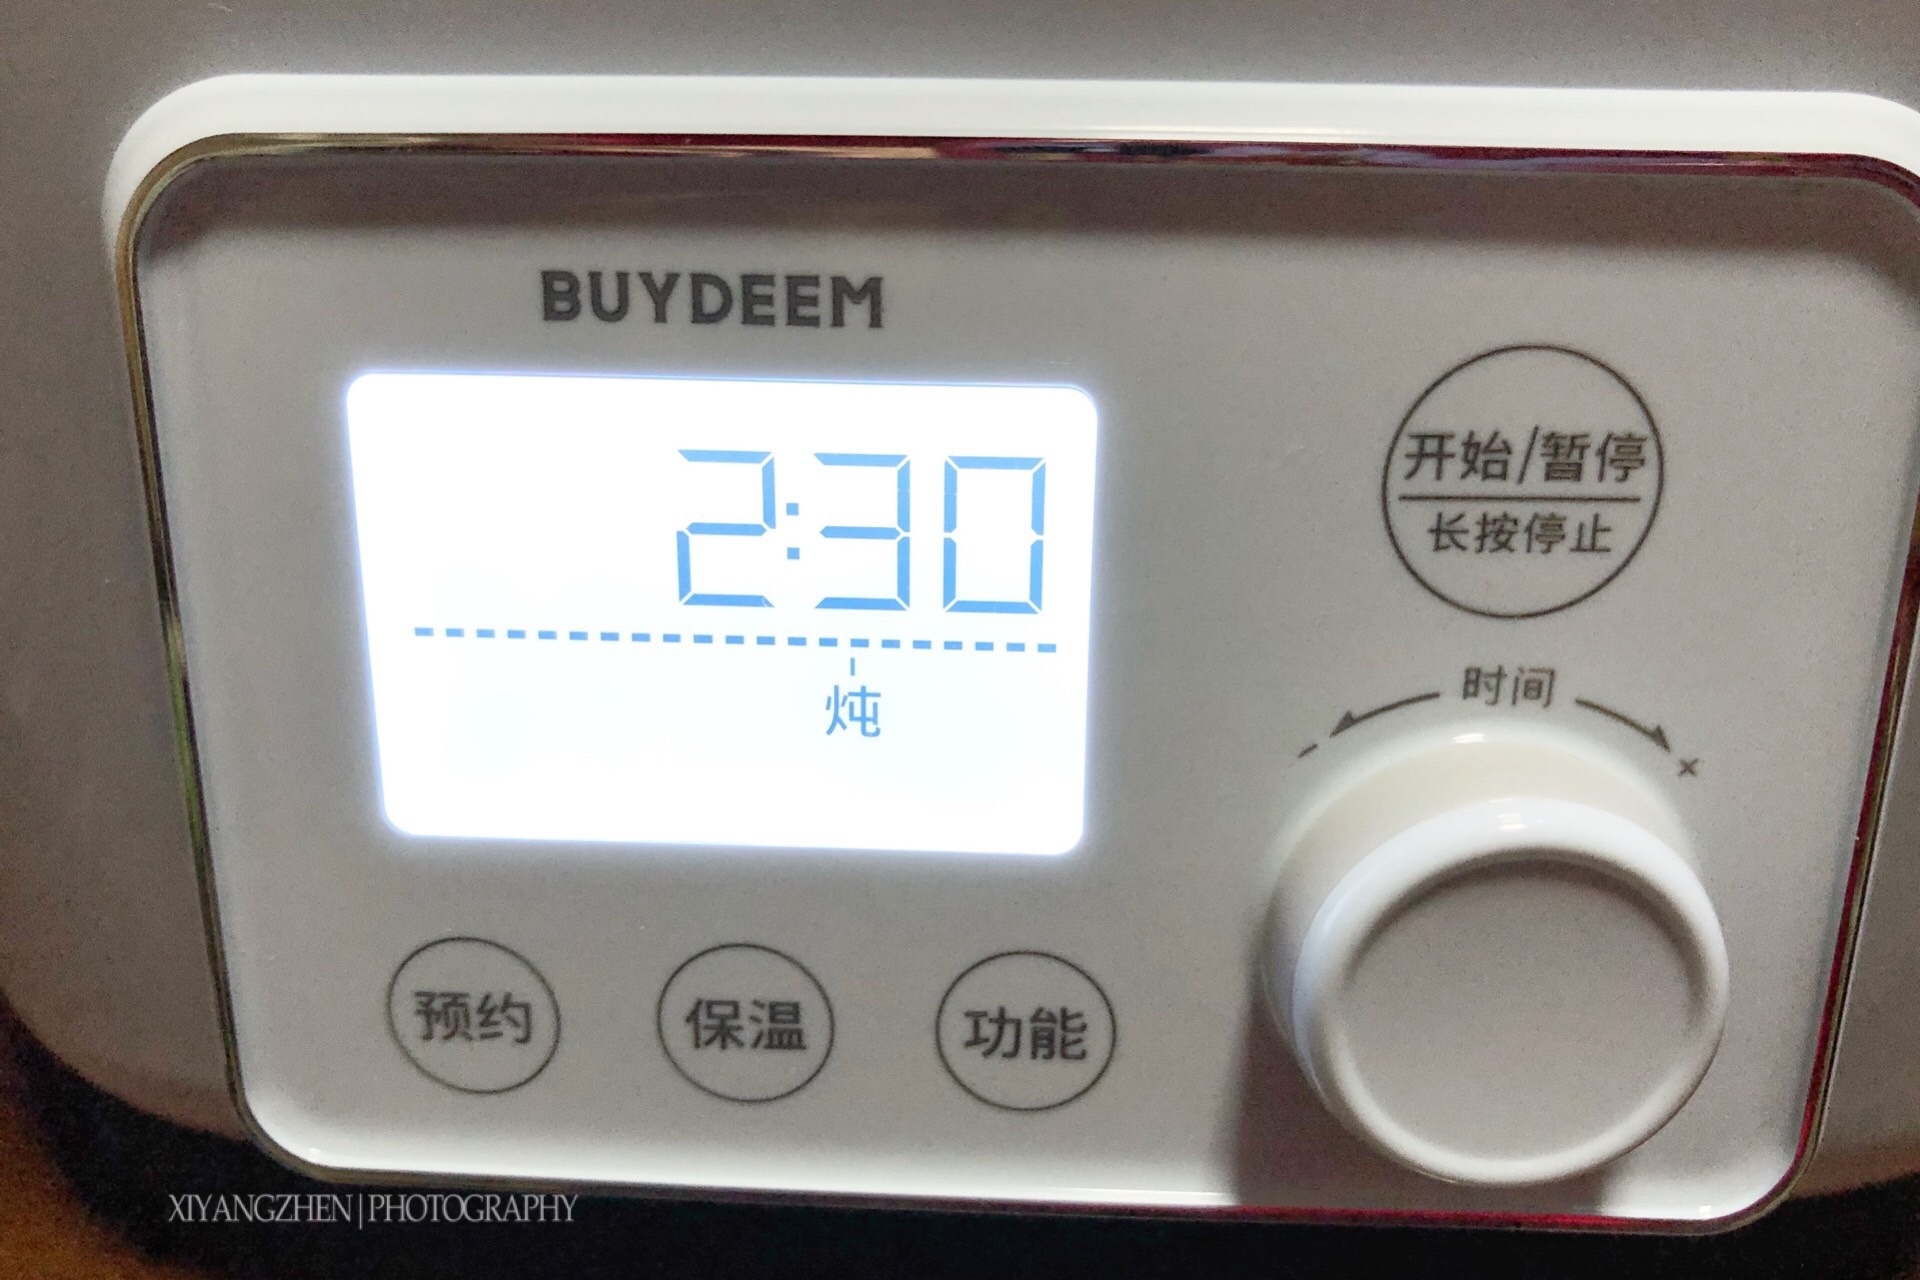 BUYDEEM
2:30
炖
开始/暂停
长按停止
时间
- +
预约
保温
功能
XIYANGZHEN|PHOTOGRAPHY